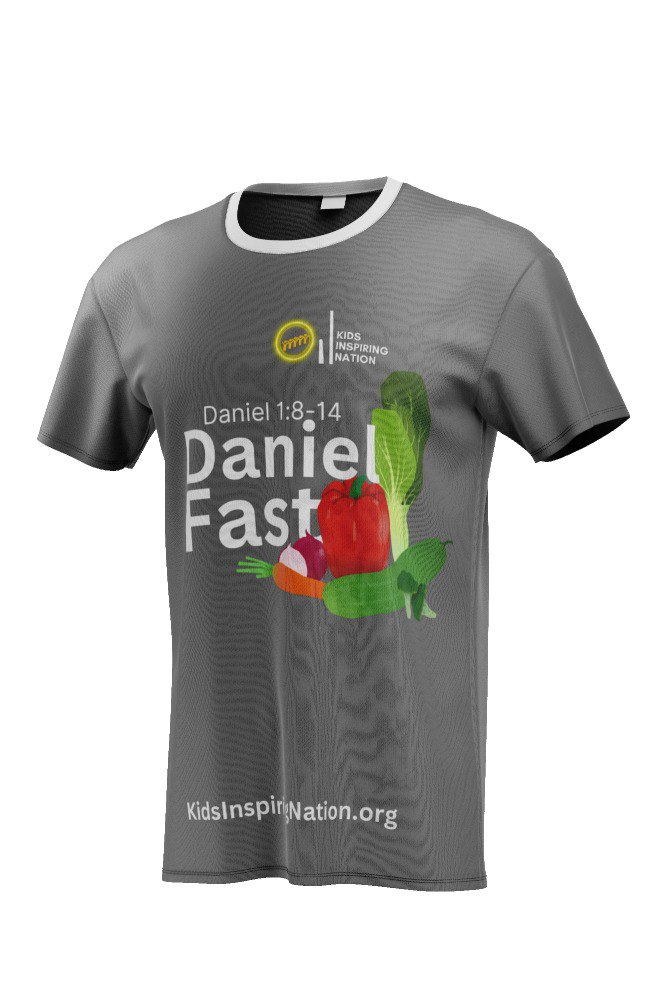 KIDS
INSPIRING
NATION
Daniel 1:8-14
Daniel
Fast
KidsInspiringNation.org